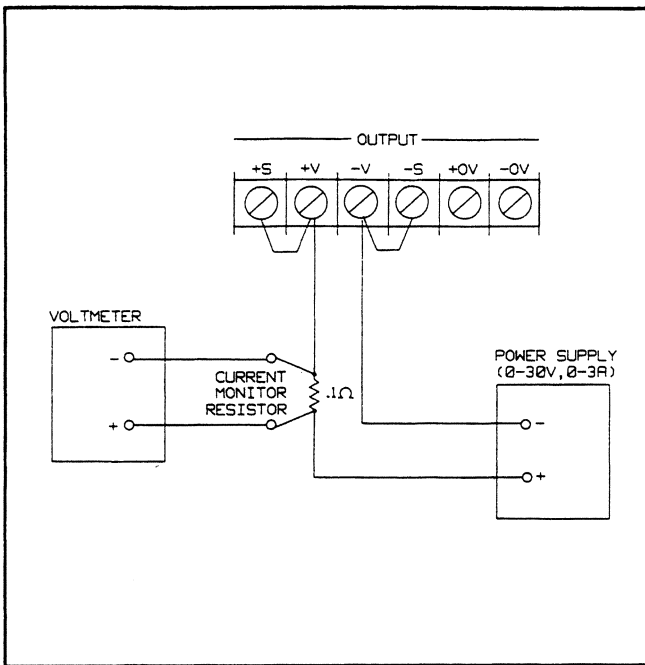 OUTPUT
+S +V -V -S +OV -OV
VOLTMETER
-
+
CURRENT
MONITOR
RESISTOR
.1Ω
POWER SUPPLY
(0-30V,0-3A)
-
+